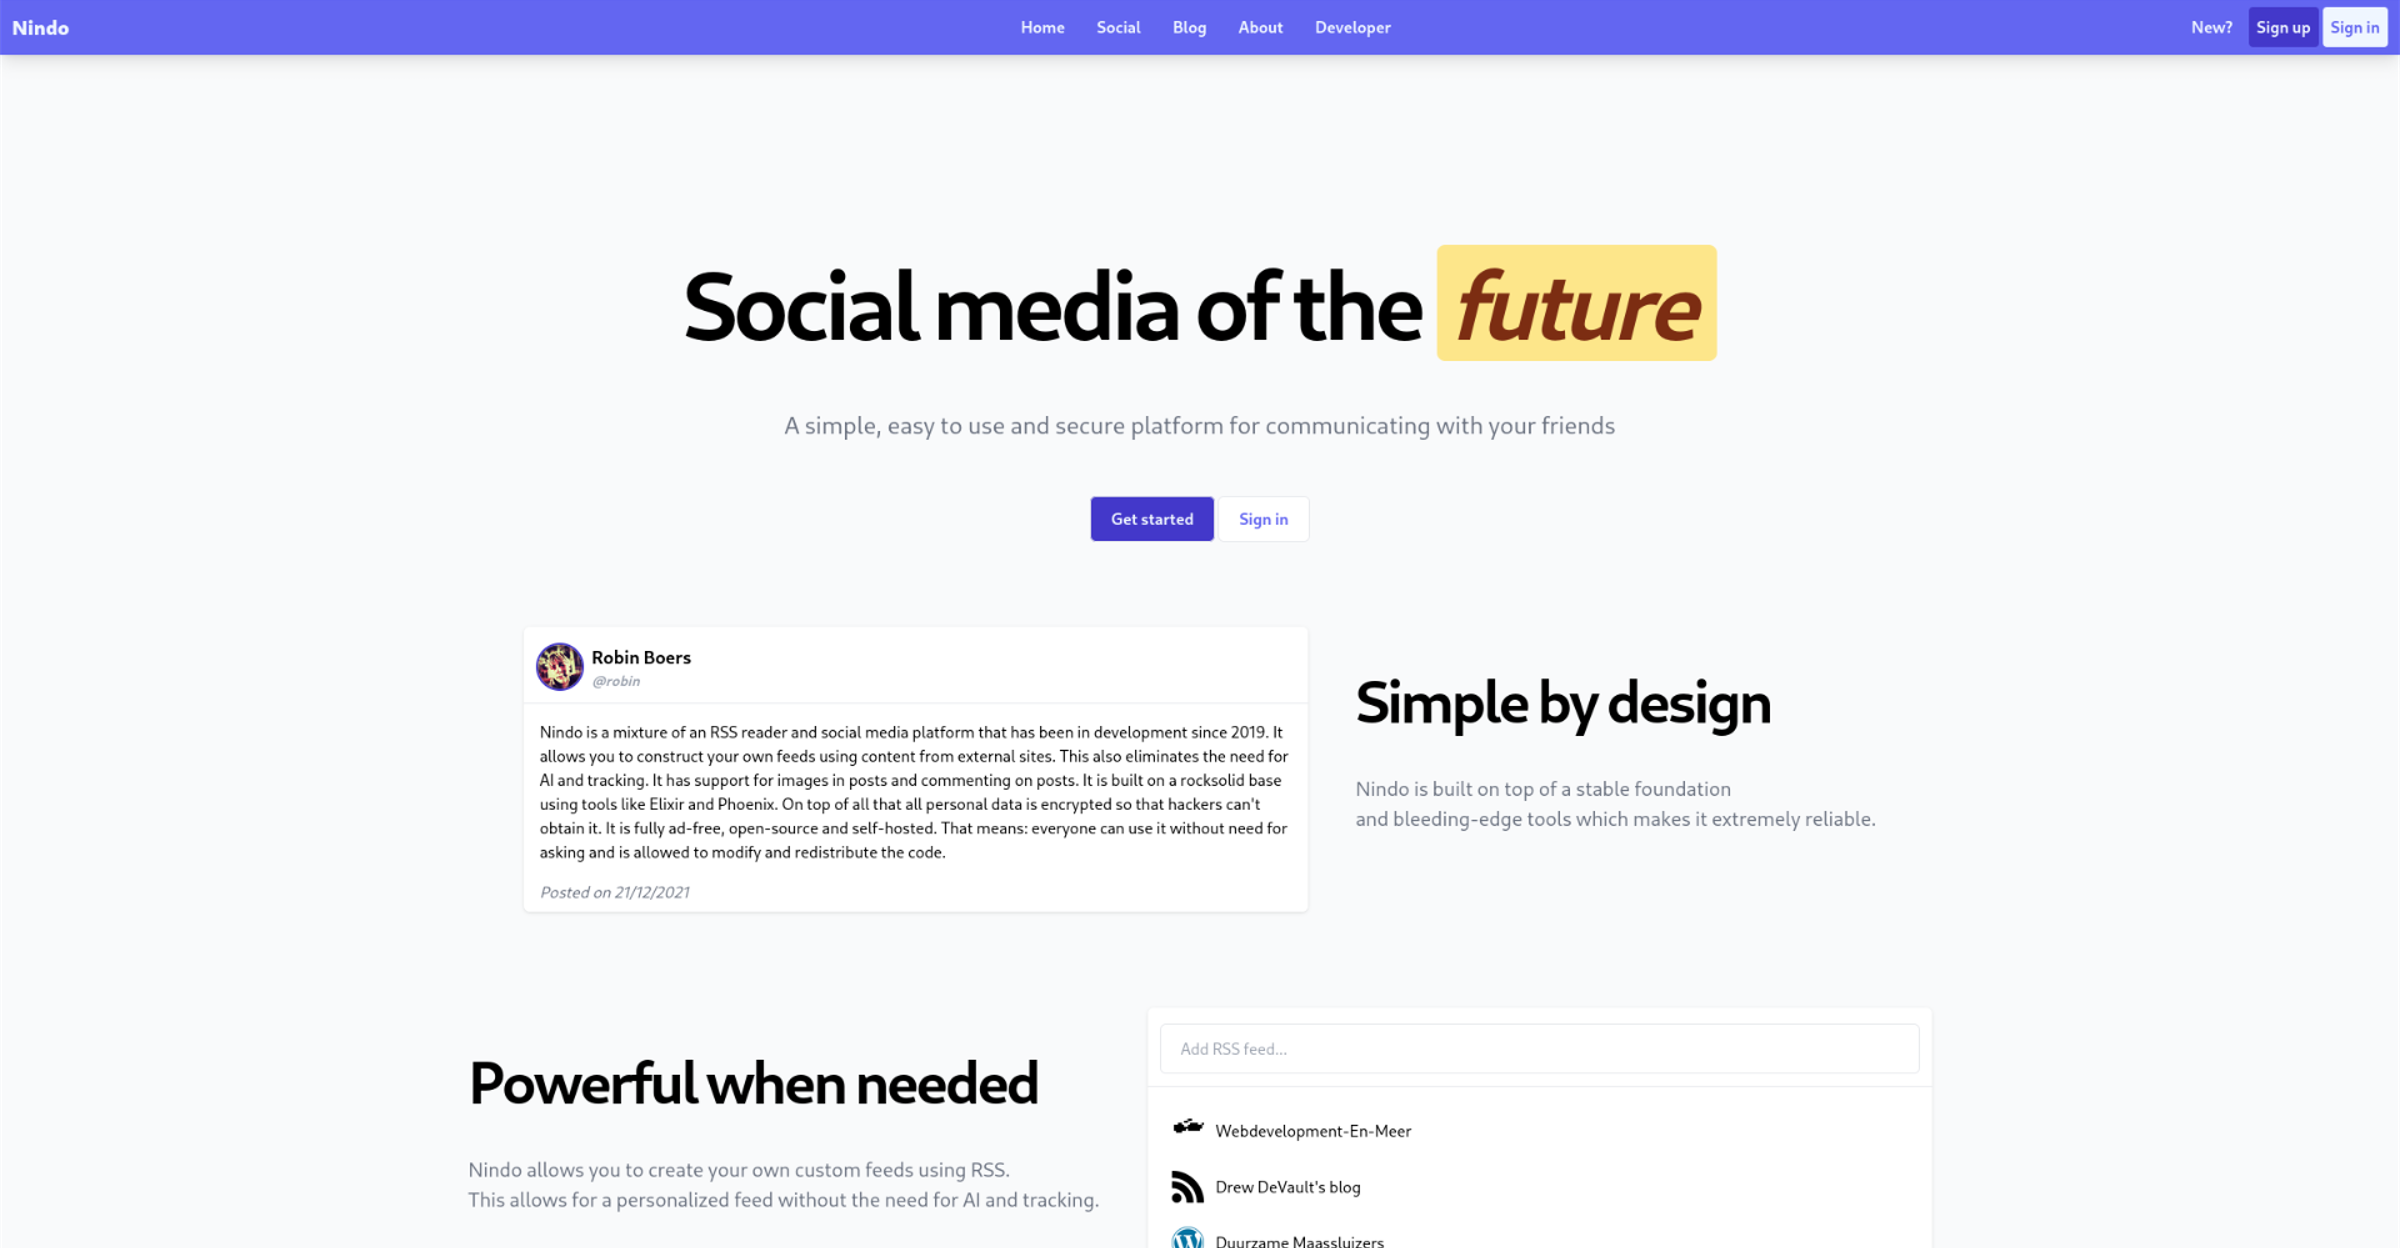 Nindo
Home Social Blog About Developer
New? Sign up Sign in
Social media of the future
A simple, easy to use and secure platform for communicating with your friends
Get started Sign in
Robin Boers
@robin
Nindo is a mixture of an RSS reader and social media platform that has been in development since 2019. It
allows you to construct your own feeds using content from external sites. This also eliminates the need for
AI and tracking. It has support for images in posts and commenting on posts. It is built on a rocksolid base
using tools like Elixir and Phoenix. On top of all that all personal data is encrypted so that hackers can't
obtain it. It is fully ad-free, open-source and self-hosted. That means: everyone can use it without need for
asking and is allowed to modify and redistribute the code.
Posted on 21/12/2021
Simple by design
Nindo is built on top of a stable foundation
and bleeding-edge tools which makes it extremely reliable.
Powerful when needed
Nindo allows you to create your own custom feeds using RSS.
This allows for a personalized feed without the need for AI and tracking.
Add RSS feed...
Webdevelopment-En-Meer
Drew DeVault's blog
Duurzame Maassluizers